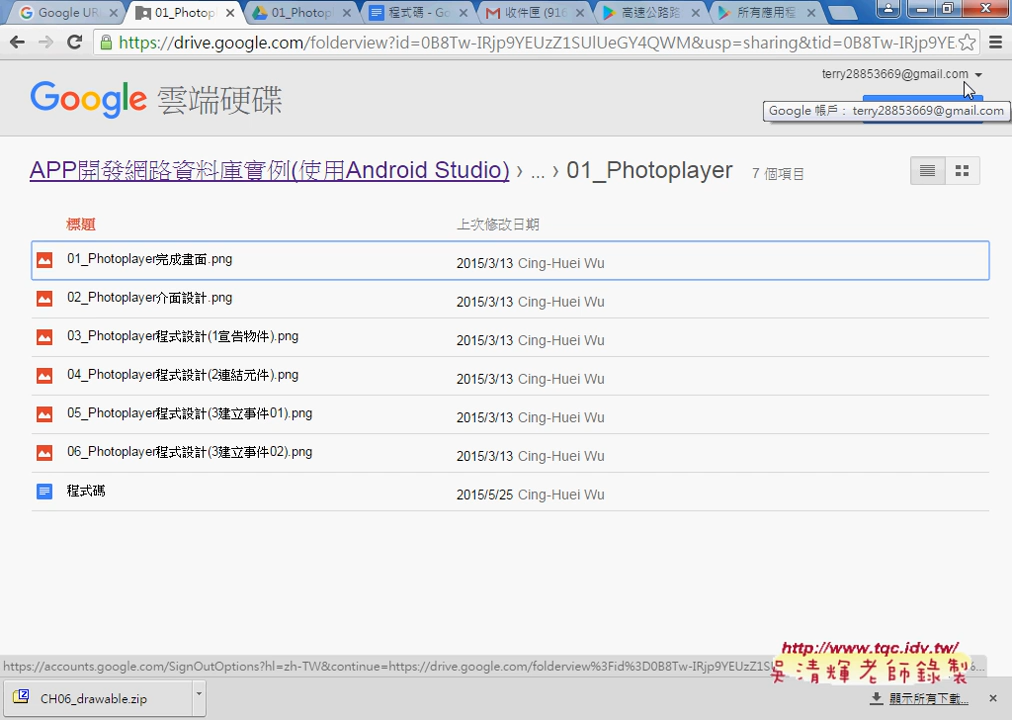 Google UR
01_Photop
01_Photop
程式碼 - Go
收件匣 (916
高速公路路
所有應用程
https://drive.google.com/folderview?id=0B8Tw-IRjp9YEUzZ1SUlUeGY4QWM&usp=sharing&tid=0B8Tw-IRjp9YE
terry28853669@gmail.com
Google 雲端硬碟
Google 帳戶： terry28853669@gmail.com
APP開發網路資料庫實例(使用Android Studio) › ... › 01_Photoplayer 7 個項目
標題 上次修改日期
01_Photoplayer完成畫面.png 2015/3/13 Cing-Huei Wu
02_Photoplayer介面設計.png 2015/3/13 Cing-Huei Wu
03_Photoplayer程式設計(1宣告物件).png 2015/3/13 Cing-Huei Wu
04_Photoplayer程式設計(2連結元件).png 2015/3/13 Cing-Huei Wu
05_Photoplayer程式設計(3建立事件01).png 2015/3/13 Cing-Huei Wu
06_Photoplayer程式設計(3建立事件02).png 2015/3/13 Cing-Huei Wu
程式碼 2015/5/25 Cing-Huei Wu
http://www.tqc.idv.tw/
https://accounts.google.com/SignOutOptions?hl=zh-TW&continue=https://drive.google.com/folderview%3Fid%3D0B8Tw-IRjp9YEUzZ1SU
吳清輝老師錄製
CH06_drawable.zip
顯示所有下載...